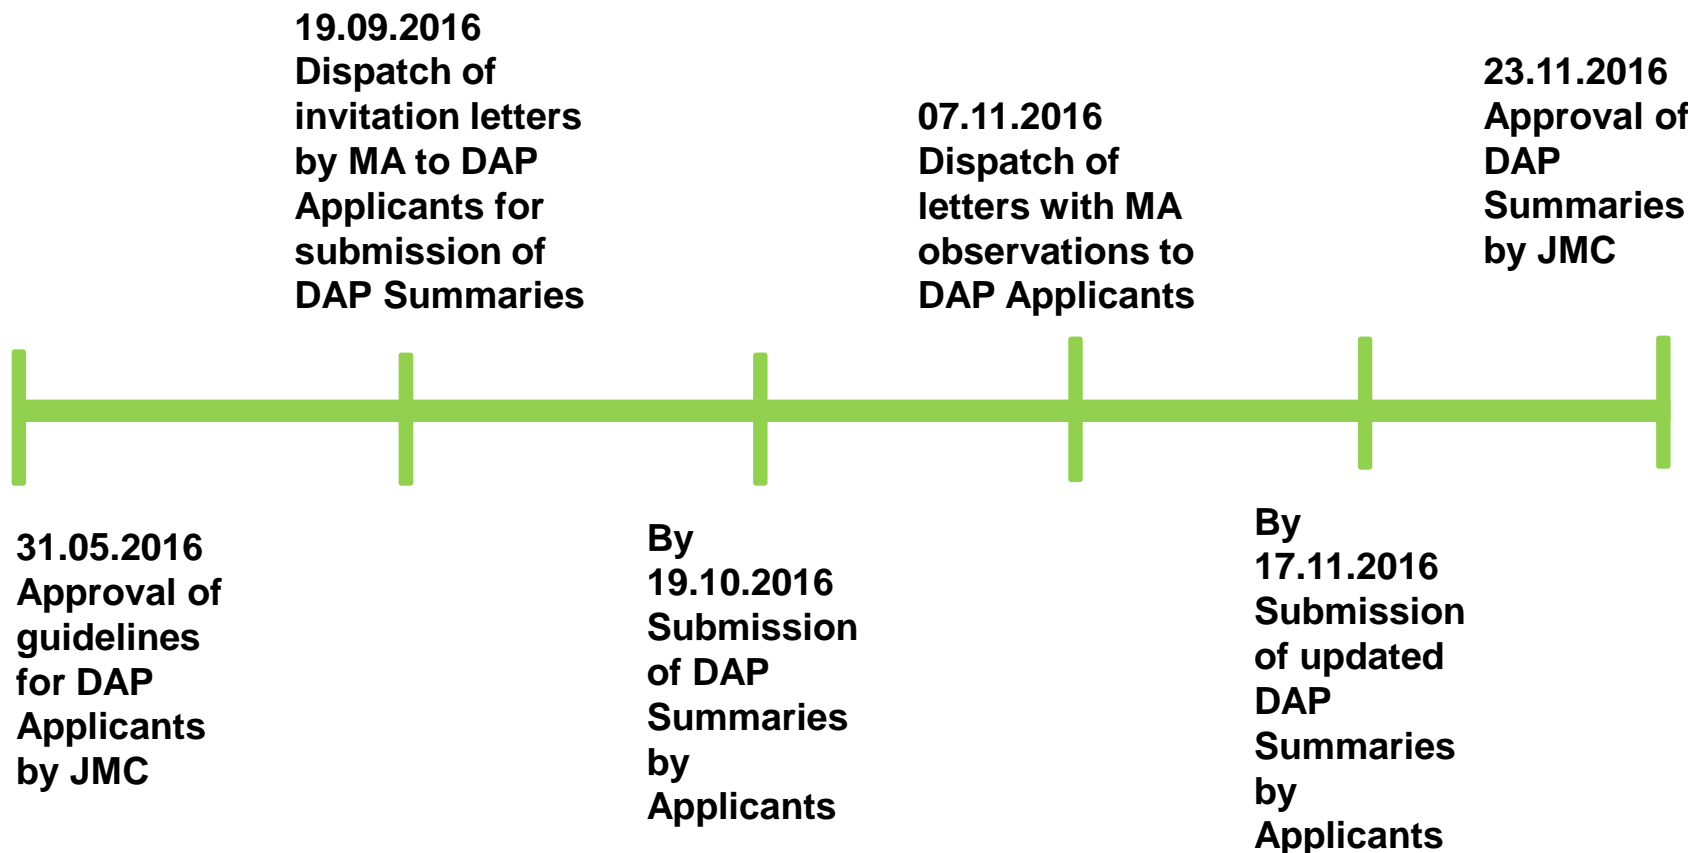 19.09.2016
Dispatch of
invitation letters
by MA to DAP
Applicants for
submission of
DAP Summaries
07.11.2016
Dispatch of
letters with MA
observations to
DAP Applicants
23.11.2016
Approval of
DAP
Summaries
by JMC
31.05.2016
Approval of
guidelines
for DAP
Applicants
by JMC
By
19.10.2016
Submission
of DAP
Summaries
by
Applicants
By
17.11.2016
Submission
of updated
DAP
Summaries
by
Applicants